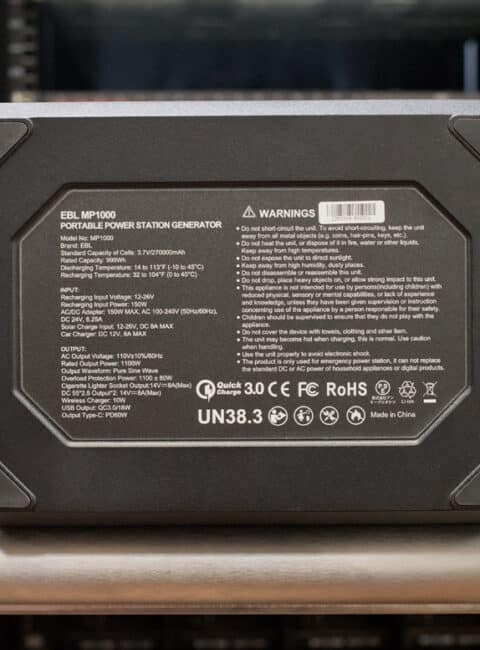 EBL MP1000
PORTABLE POWER STATION GENERATOR
Model No: MP1000
Brand: EBL
Standard Capacity of Cells: 3.7V/270000mAh
Rated Capacity: 999Wh
Discharging Temperature: 14 to 113°F (-10 to 45°C)
Recharging Temperature: 32 to 104°F (0 to 40°C)
INPUT:
Recharging Input Voltage: 12-26V
Recharging Input Power: 150W
AC/DC Adapter: 150W MAX, AC 100-240V (50Hz/60Hz),
DC 24V, 6.25A
Solar Charge Input: 12-26V, DC 8A MAX
Car Charger: DC 12V, 8A MAX
OUTPUT:
AC Output Voltage: 110V±10%/60Hz
Rated Output Power: 1100W
Output Waveform: Pure Sine Wave
Overload Protection Power: 1100 ± 80W
Cigarette Lighter Socket Output:14V⎓8A(Max)
DC 55*2.5 Output*2: 14V⎓8A(Max)
Wireless Charger: 10W
USB Output: QC3.0/18W
Output Type-C: PD60W
WARNINGS
• Do not short-circuit the unit. To avoid short-circuiting, keep the unit
away from all metal objects (e.g. coins, hair-pins, keys, etc.).
• Do not heat the unit, or dispose of it in fire, water or other liquids.
Keep away from high temperatures.
• Do not expose the unit to direct sunlight.
• Keep away from high humidity, dusty places.
• Do not disassemble or reassemble this unit.
• Do not drop, place heavy objects on, or allow strong impact to this unit.
• This appliance is not intended for use by persons(including children) with
reduced physical, sensory or mental capabilities, or lack of experience
and knowledge, unless they have been given supervision or instruction
concerning use of the appliance by a person responsible for their safety.
• Children should be supervised to ensure that they do not play with the
appliance.
• Do not cover the device with towels, clothing and other item.
• The unit may become hot when charging, this is normal. Use caution
when handling.
• Use the unit properly to avoid electronic shock.
• The product is only used for emergency power station, it can not replace
the standard DC or AC power of household appliances or digital products.
Quick Charge 3.0 CE FC RoHS
Li-ion
UN38.3
Made in China